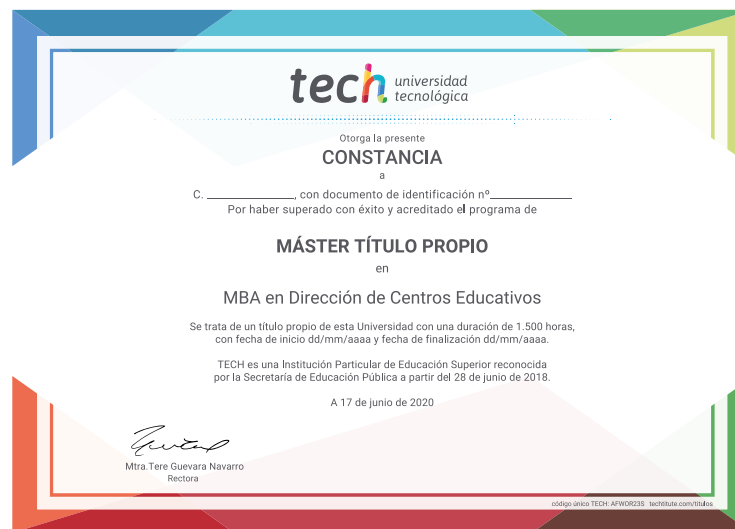 tech universidad
tecnológica
Otorga la presente
CONSTANCIA
a
C. ________________, con documento de identificación nº______________
Por haber superado con éxito y acreditado el programa de
MÁSTER TÍTULO PROPIO
en
MBA en Dirección de Centros Educativos
Se trata de un título propio de esta Universidad con una duración de 1.500 horas,
con fecha de inicio dd/mm/aaaa y fecha de finalización dd/mm/aaaa.
TECH es una Institución Particular de Educación Superior reconocida
por la Secretaría de Educación Pública a partir del 28 de junio de 2018.
A 17 de junio de 2020
Mtra.Tere Guevara Navarro
Rectora
código único TECH: AFWOR23S techtitute.com/titulos